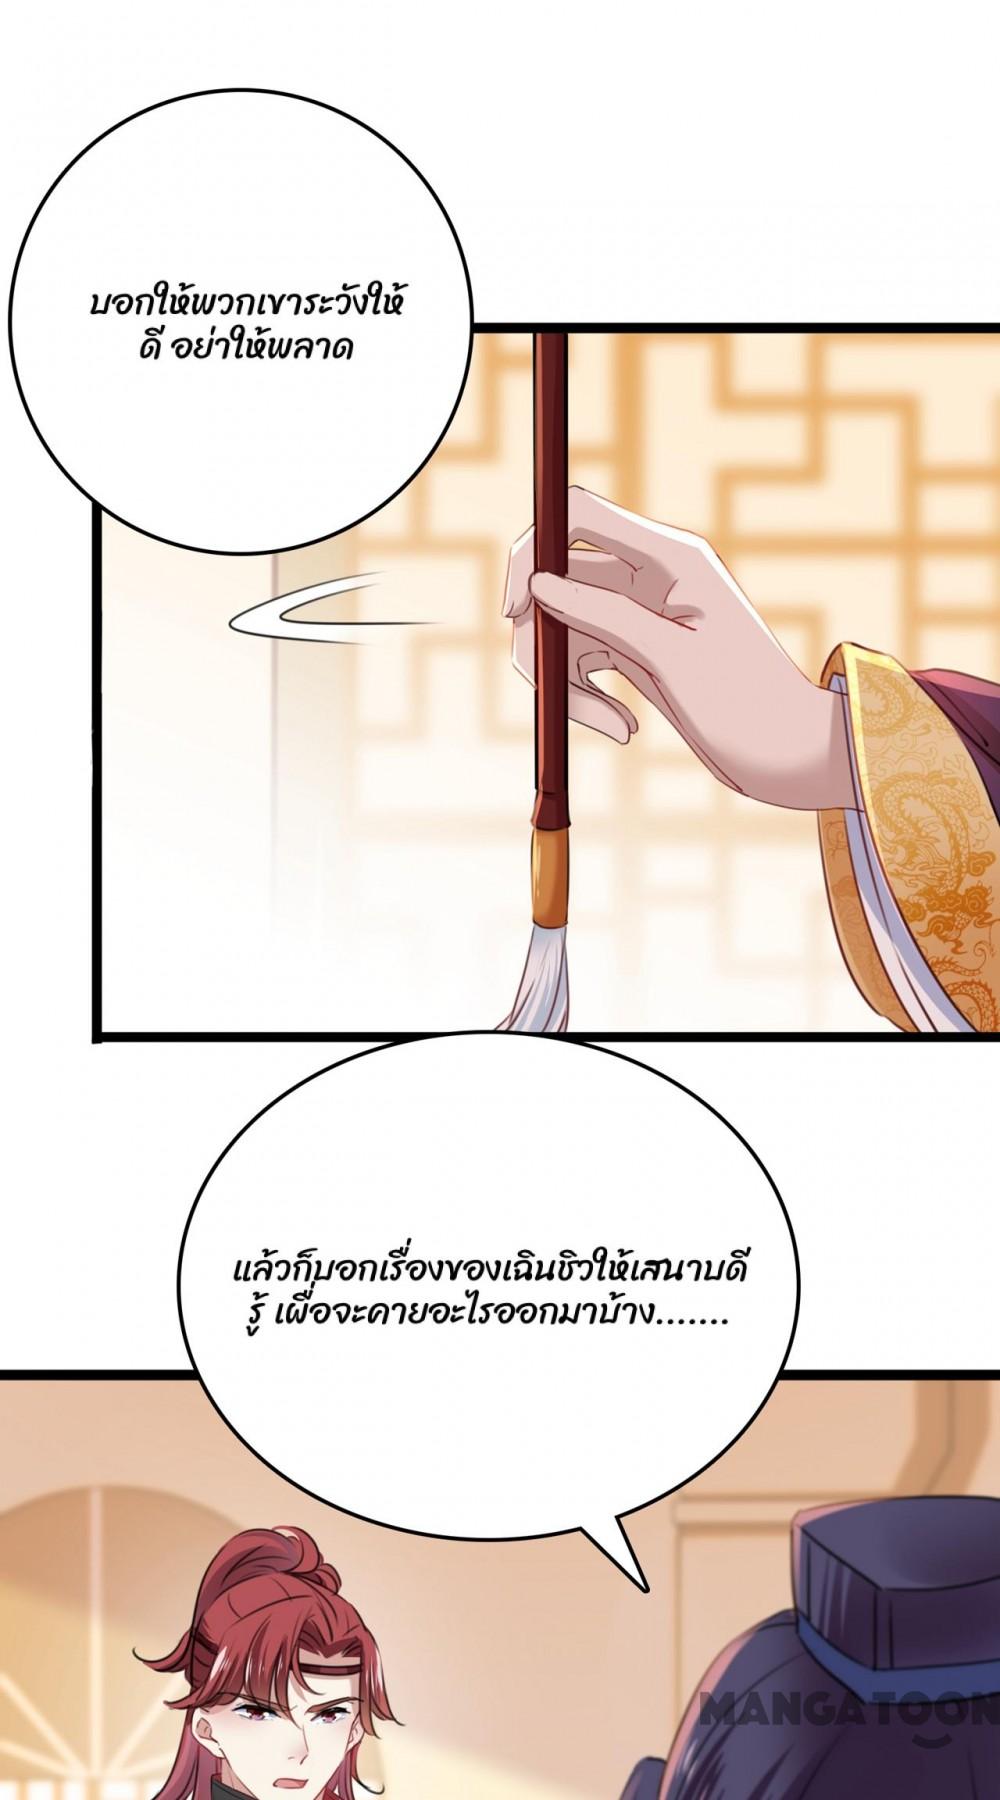 บอกให้พวกเขาระวังให้
ดี อย่าให้พลาด
แล้วก็บอกเรื่องของเฉินชิวให้เสนาบดี
รู้ เผื่อจะคายอะไรออกมาบ้าง.......
MANGATOON